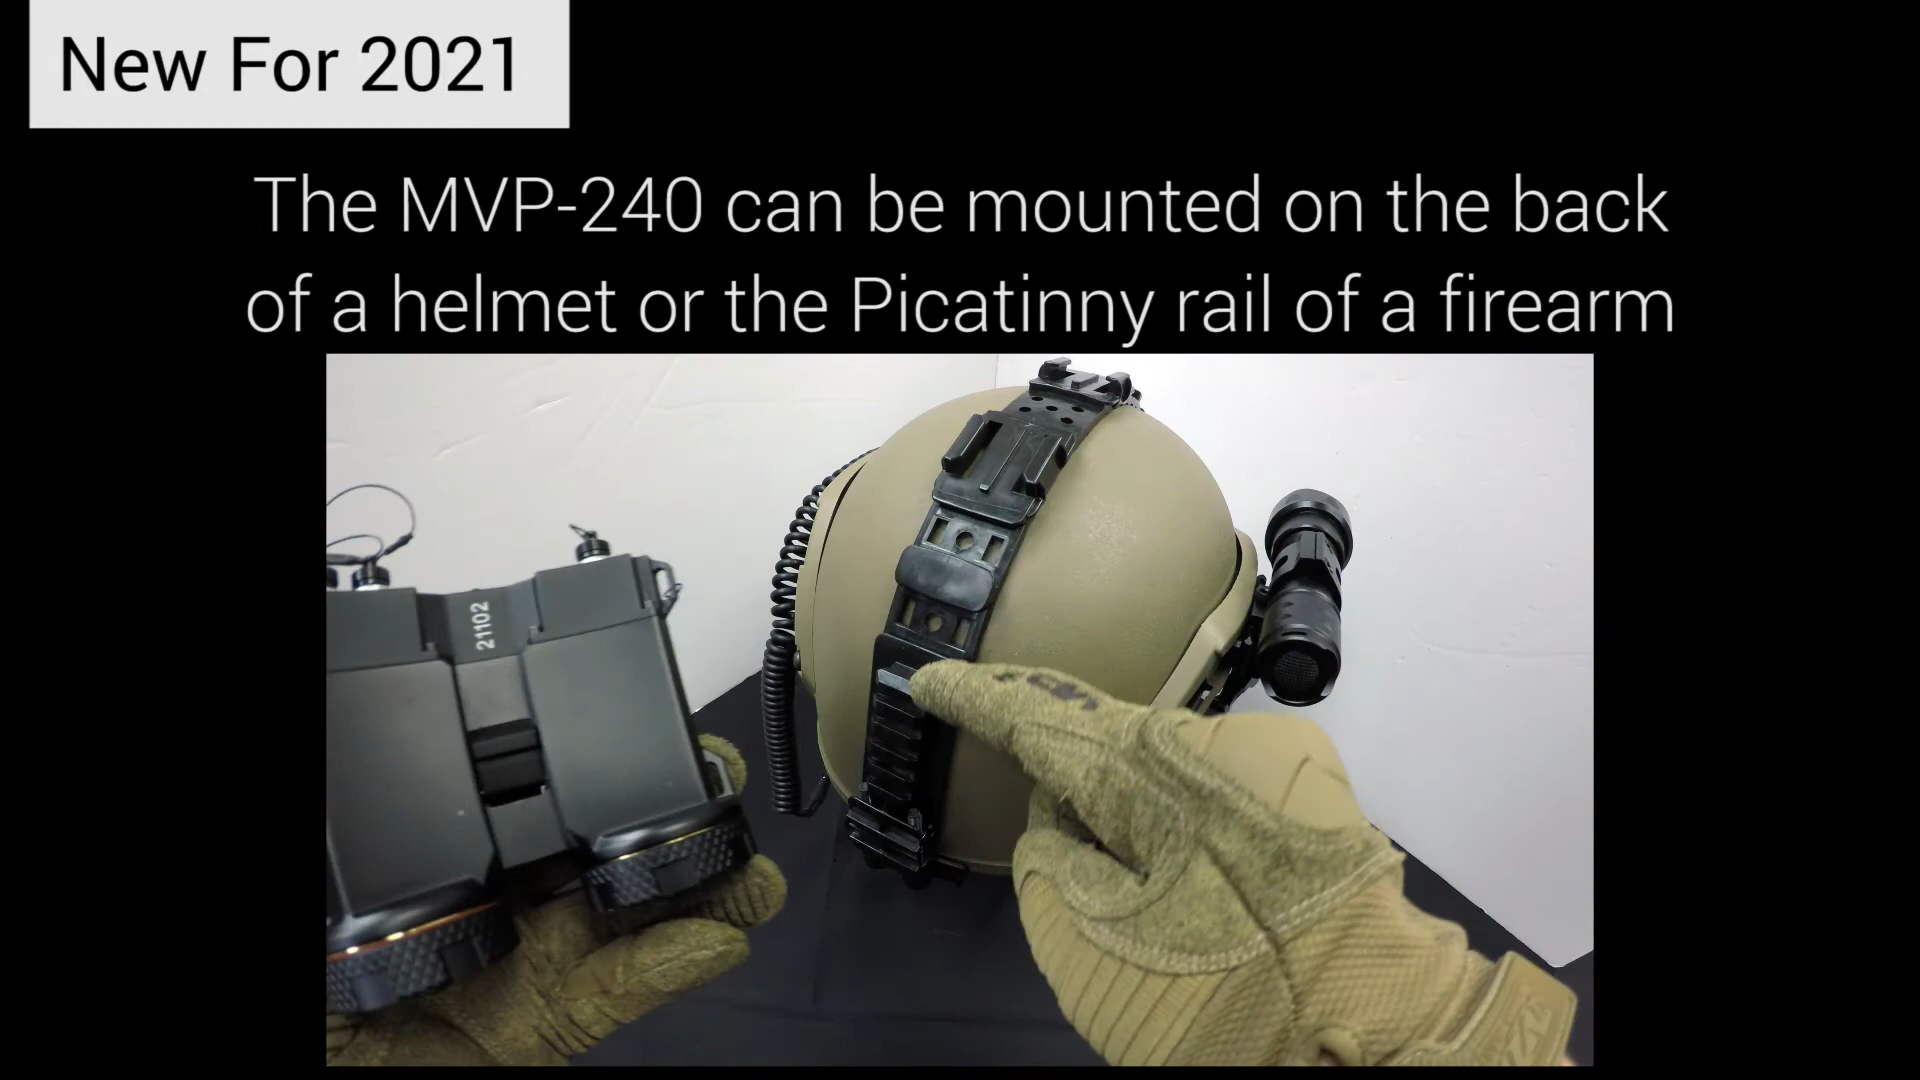 New For 2021
The MVP-240 can be mounted on the back
of a helmet or the Picatinny rail of a firearm
21102